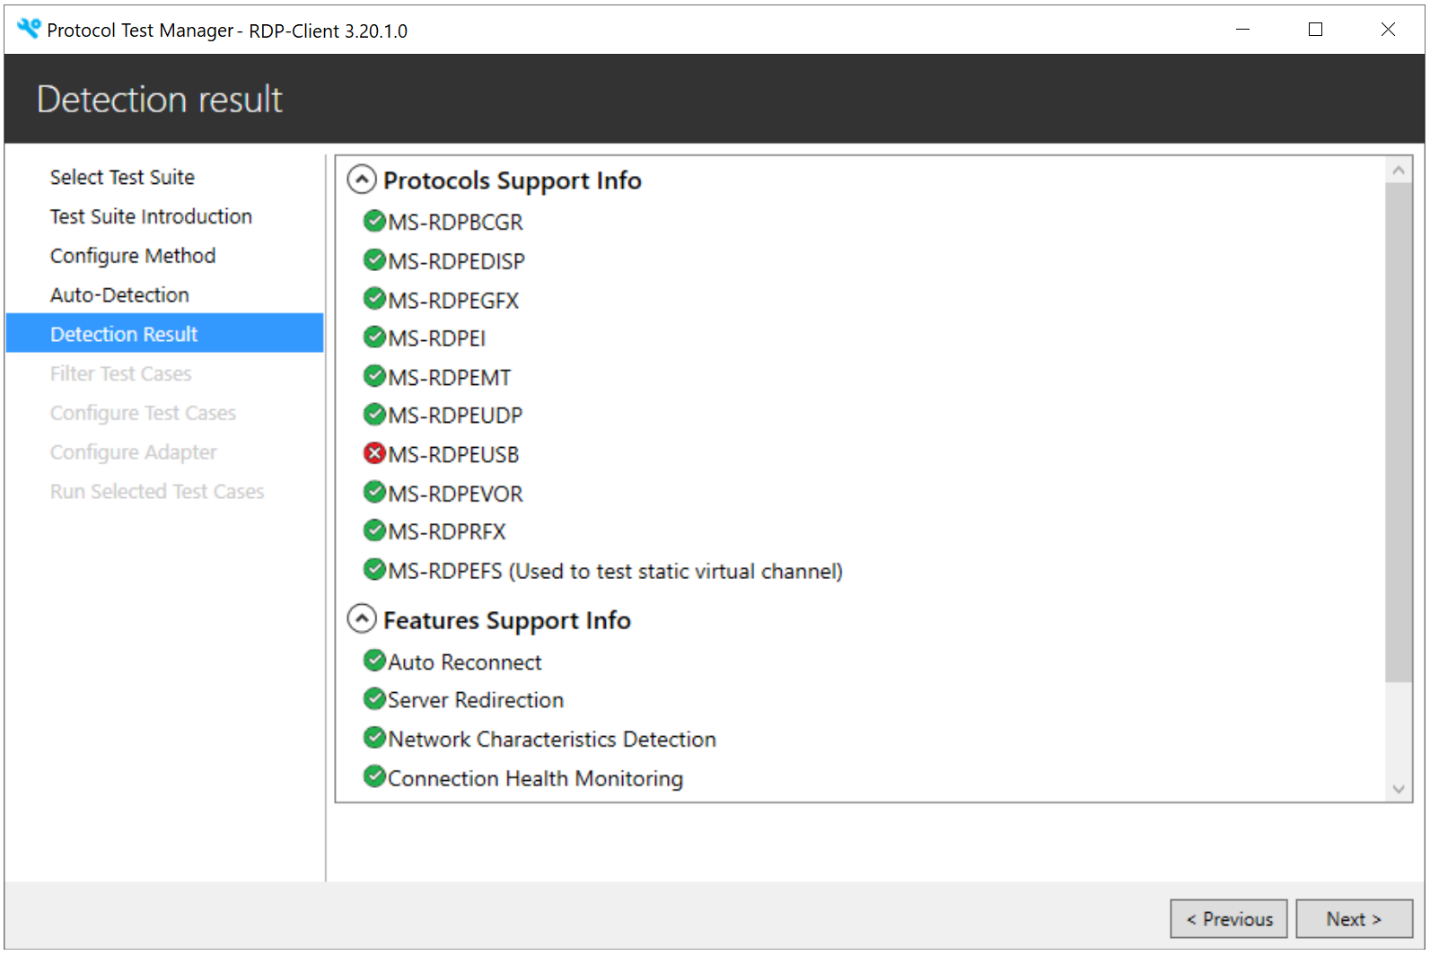 Protocol Test Manager - RDP-Client 3.20.1.0
Detection result
Select Test Suite
Test Suite Introduction
Configure Method
Auto-Detection
Detection Result
Filter Test Cases
Configure Test Cases
Configure Adapter
Run Selected Test Cases
Protocols Support Info
MS-RDPBCGR
MS-RDPEDISP
MS-RDPEGFX
MS-RDPEI
MS-RDPEMT
MS-RDPEUDP
MS-RDPEUSB
MS-RDPEVOR
MS-RDPRFX
MS-RDPEFS (Used to test static virtual channel)
Features Support Info
Auto Reconnect
Server Redirection
Network Characteristics Detection
Connection Health Monitoring
< Previous
Next >